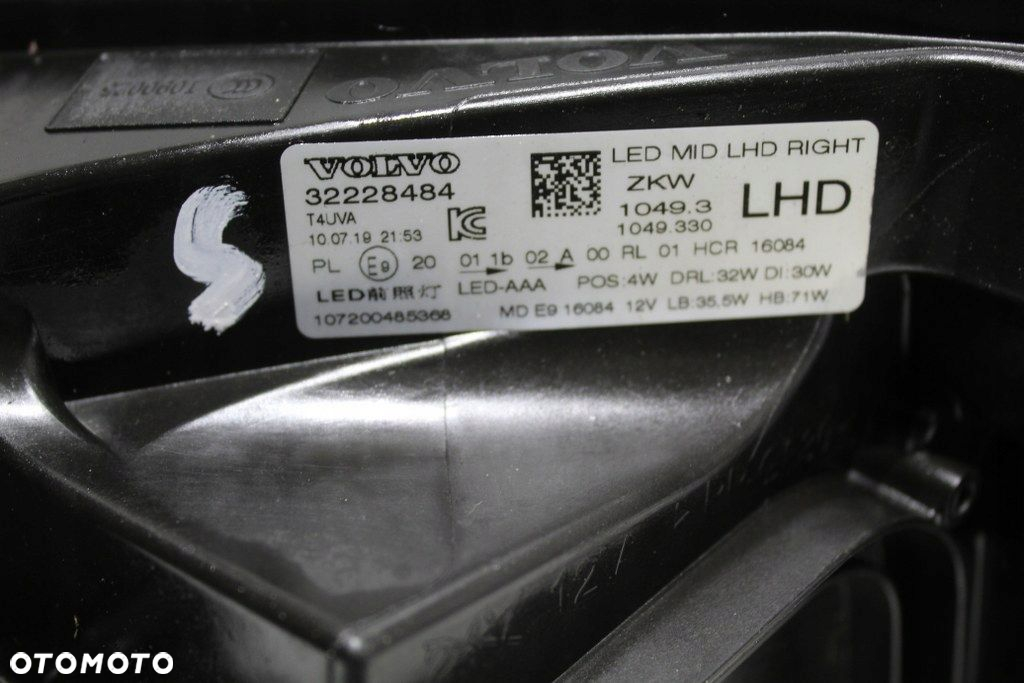 VOLVO
VOLVO
32228484
T4UVA
10.07.19 21:53
PL E9 20
LED前照灯
107200485368
LED MID LHD RIGHT
ZKW
1049.3
1049.330
LHD
01 1b 02 A 00 RL 01 HCR 16084
LED-AAA POS:4W DRL:32W DI:30W
MD E9 16084 12V LB:35.5W HB:71W
OTOMOTO